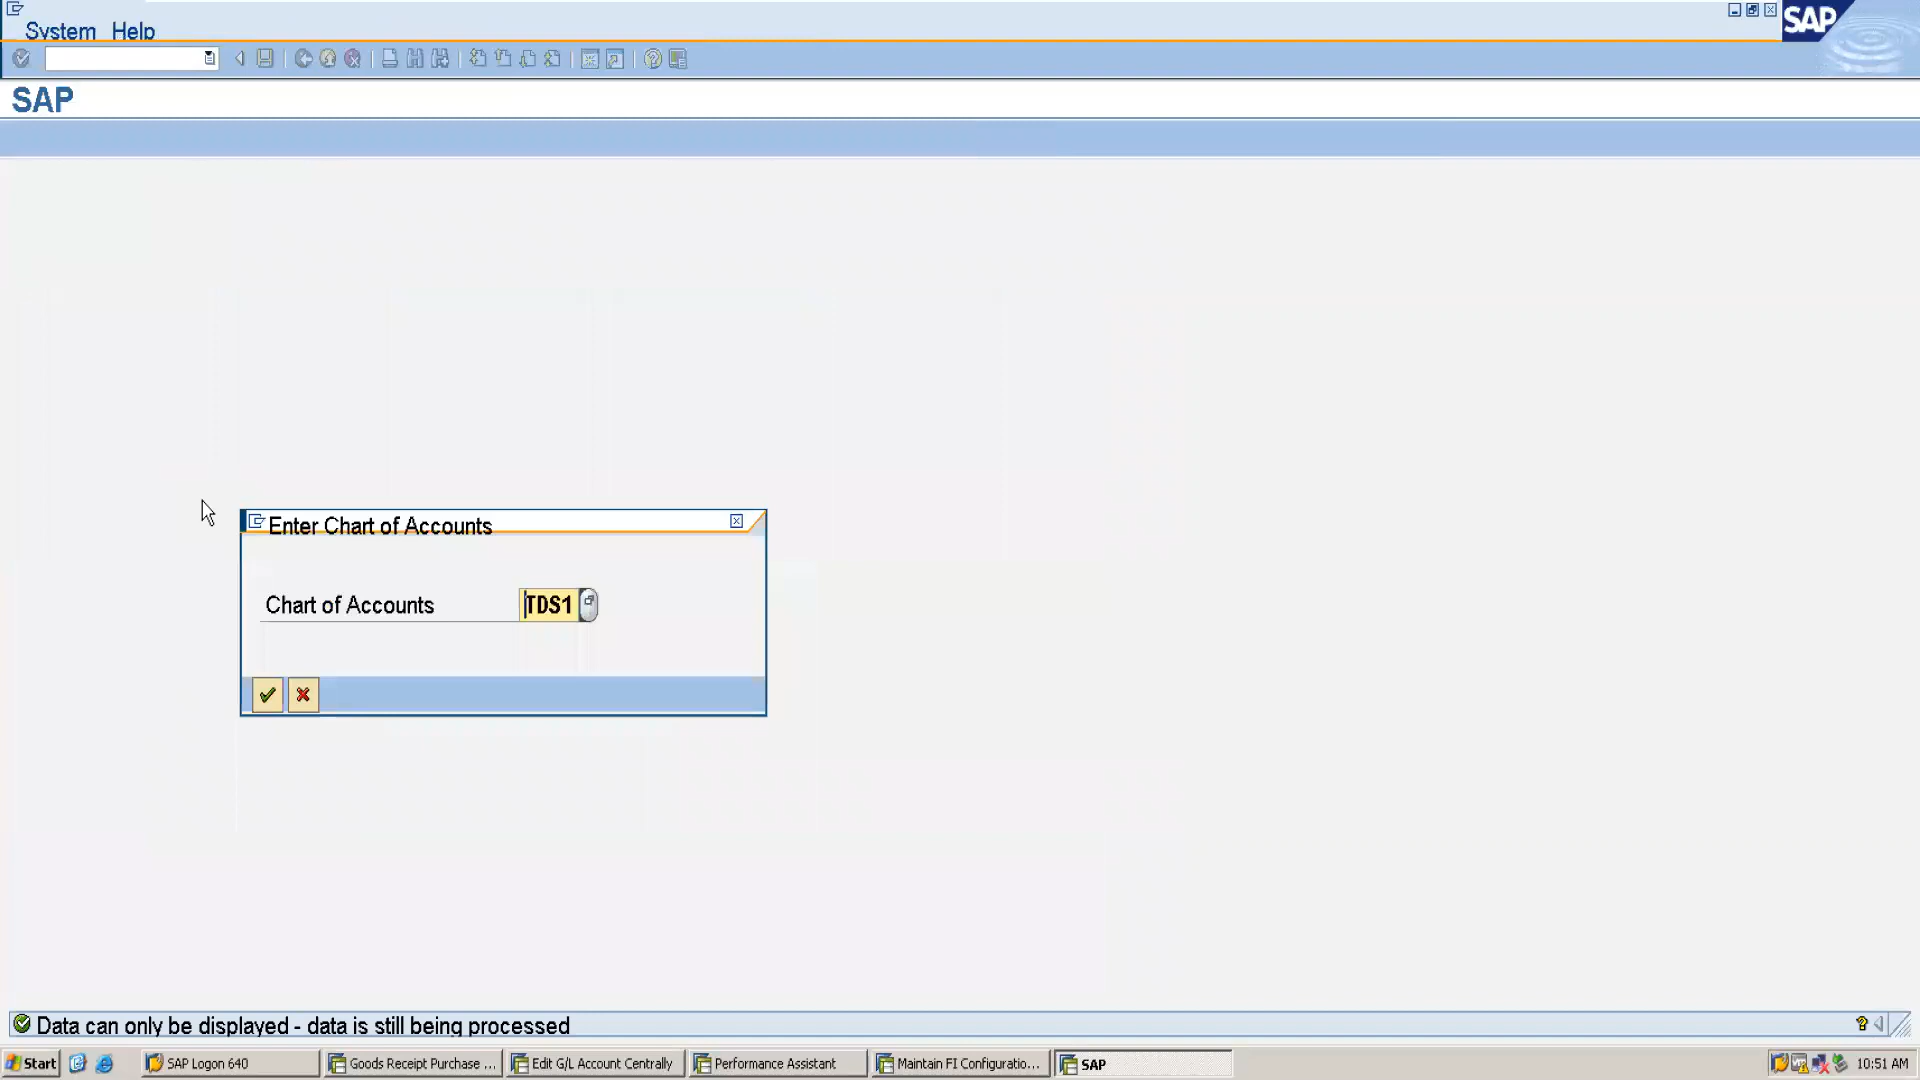 System Help
SAP
SAP
Enter Chart of Accounts
Chart of Accounts TDS1
Data can only be displayed - data is still being processed
Start SAP Logon 640 Goods Receipt Purchase ... Edit G/L Account Centrally Performance Assistant Maintain FI Configuratio... SAP 10:51 AM